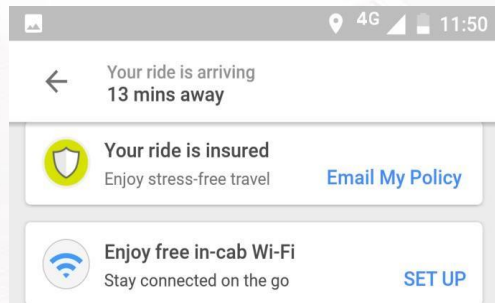 4G 11:50
Your ride is arriving
13 mins away
Your ride is insured
Enjoy stress-free travel Email My Policy
Enjoy free in-cab Wi-Fi
Stay connected on the go SET UP